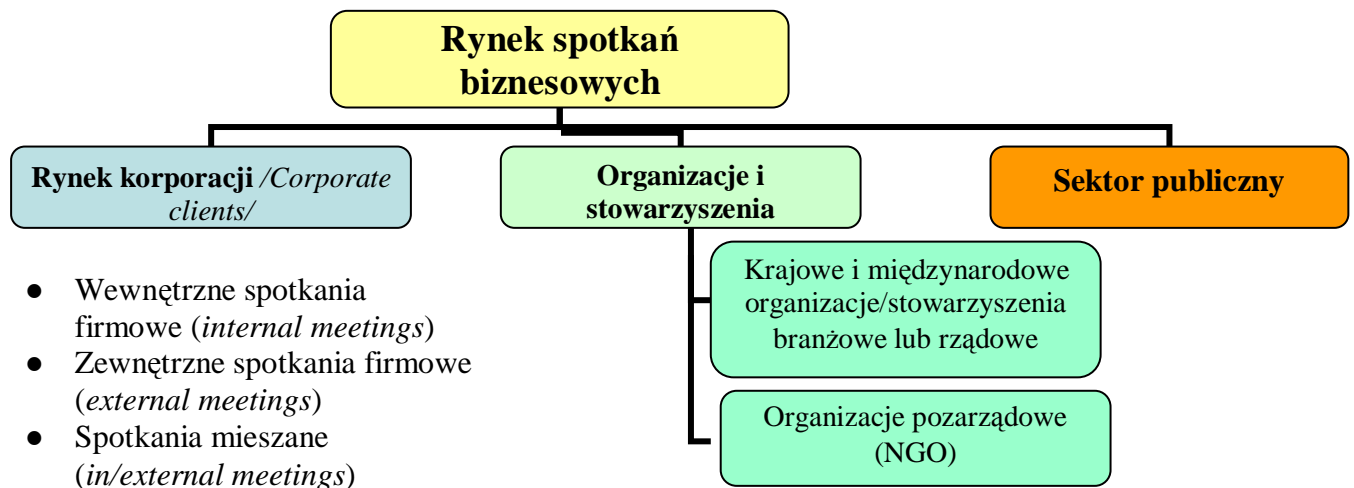 Rynek spotkań
biznesowych
Rynek korporacji /Corporate
clients/
Organizacje i
stowarzyszenia
Sektor publiczny
● Wewnętrzne spotkania
firmowe (internal meetings)
● Zewnętrzne spotkania firmowe
(external meetings)
● Spotkania mieszane
(in/external meetings)
Krajowe i międzynarodowe
organizacje/stowarzyszenia
branżowe lub rządowe
Organizacje pozarządowe
(NGO)